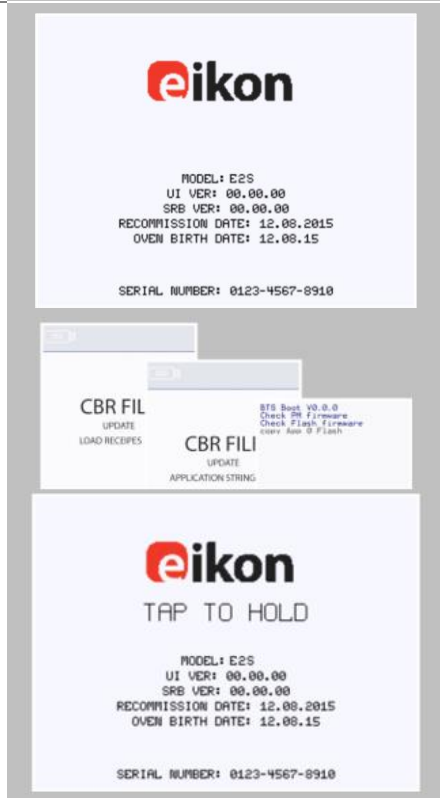 eikon
MODEL: E2S
UI VER: 00.00.00
SRB VER: 00.00.00
RECOMMISSION DATE: 12.08.2015
OVEN BIRTH DATE: 12.08.15
SERIAL NUMBER: 0123-4567-8910
CBR FIL
UPDATE
LOAD RECEIPES
CBR FILI
UPDATE
APPLICATION STRING
BTS Boot V0.0.0
Check PM firmware
Check Flash firmware
copy App @ Flash
eikon
TAP TO HOLD
MODEL: E2S
UI VER: 00.00.00
SRB VER: 00.00.00
RECOMMISSION DATE: 12.08.2015
OVEN BIRTH DATE: 12.08.15
SERIAL NUMBER: 0123-4567-8910